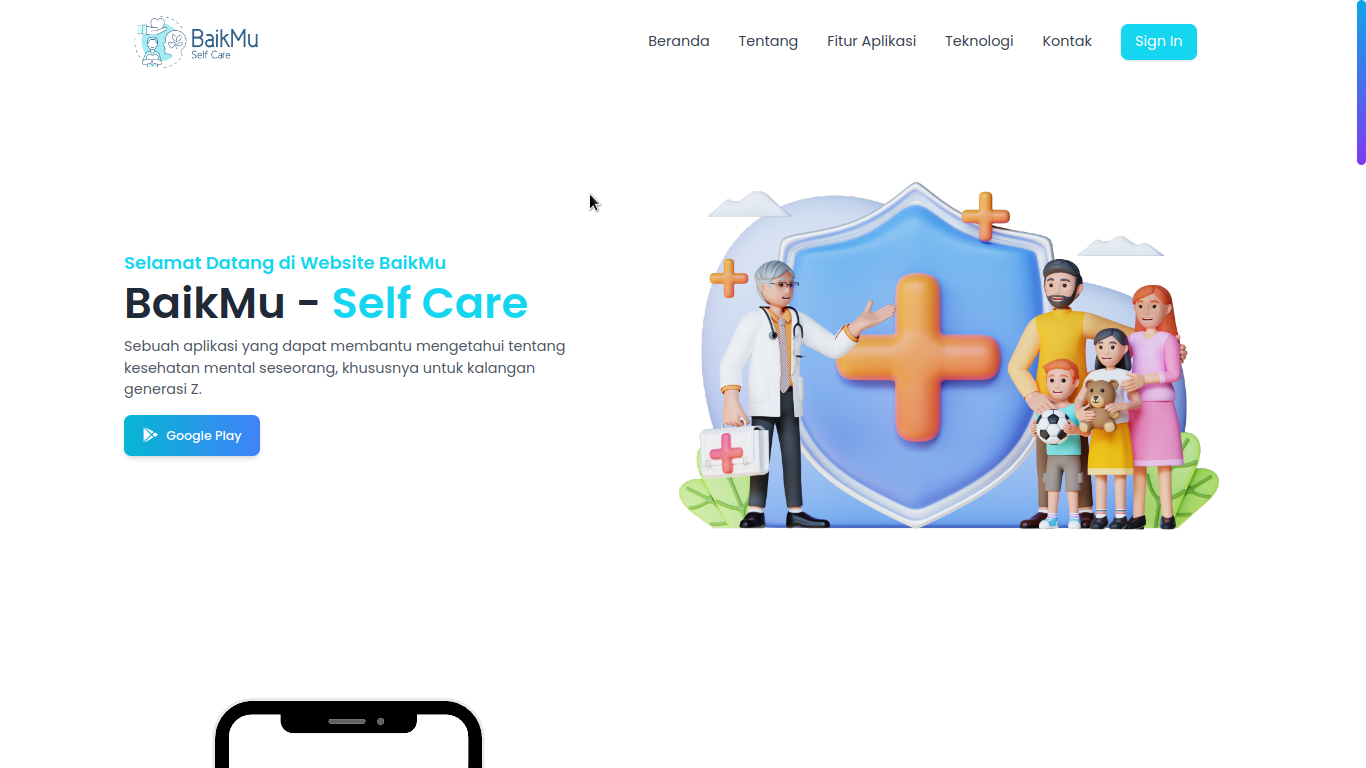 BaikMu
Self Care
Beranda
Tentang
Fitur Aplikasi
Teknologi
Kontak
Sign In
Selamat Datang di Website BaikMu
BaikMu - Self Care
Sebuah aplikasi yang dapat membantu mengetahui tentang
kesehatan mental seseorang, khususnya untuk kalangan
generasi Z.
Google Play